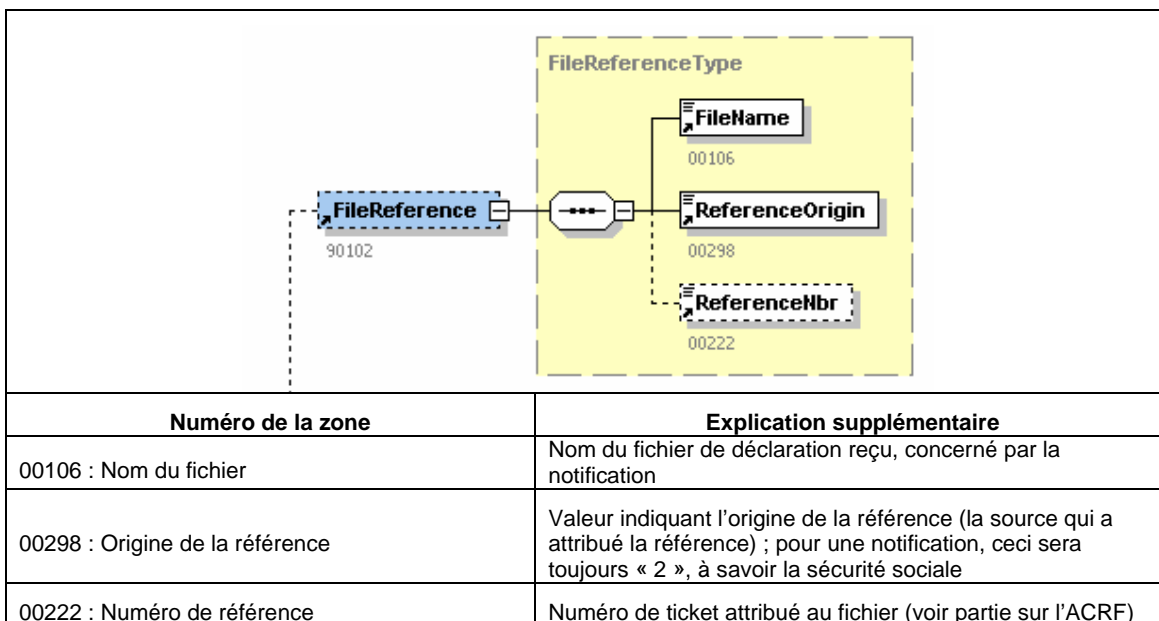 FileReferenceType
FileName
00106
FileReference
ReferenceOrigin
90102
00298
ReferenceNbr
00222
Numéro de la zone
Explication supplémentaire
00106 : Nom du fichier
Nom du fichier de déclaration reçu, concerné par la
notification
00298 : Origine de la référence
Valeur indiquant l’origine de la référence (la source qui a
attribué la référence) ; pour une notification, ceci sera
toujours « 2 », à savoir la sécurité sociale
00222 : Numéro de référence
Numéro de ticket attribué au fichier (voir partie sur l’ACRF)